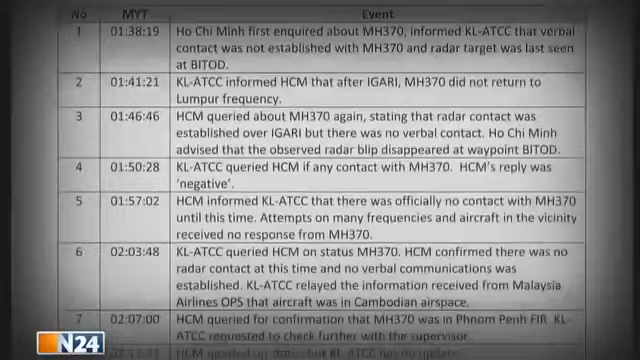 No MYT Event
1 01:38:19 Ho Chi Minh first enquired about MH370, informed KL-ATCC that verbal
contact was not established with MH370 and radar target was last seen
at BITOD.
2 01:41:21 KL-ATCC informed HCM that after IGARI, MH370 did not return to
Lumpur frequency.
3 01:46:46 HCM queried about MH370 again, stating that radar contact was
established over IGARI but there was no verbal contact. Ho Chi Minh
advised that the observed radar blip disappeared at waypoint BITOD.
4 01:50:28 KL-ATCC queried HCM if any contact with MH370. HCM's reply was
'negative'.
5 01:57:02 HCM informed KL-ATCC that there was officially no contact with MH370
until this time. Attempts on many frequencies and aircraft in the vicinity
received no response from MH370.
6 02:03:48 KL-ATCC queried HCM on status MH370. HCM confirmed there was no
radar contact at this time and no verbal communications was
established. KL-ATCC relayed the information received from Malaysia
Airlines OPS that aircraft was in Cambodian airspace.
7 02:07:00 HCM queried for confirmation that MH370 was in Phnom Penh FIR. KL-
ATCC requested to check further with the supervisor.
HCM queried
N24